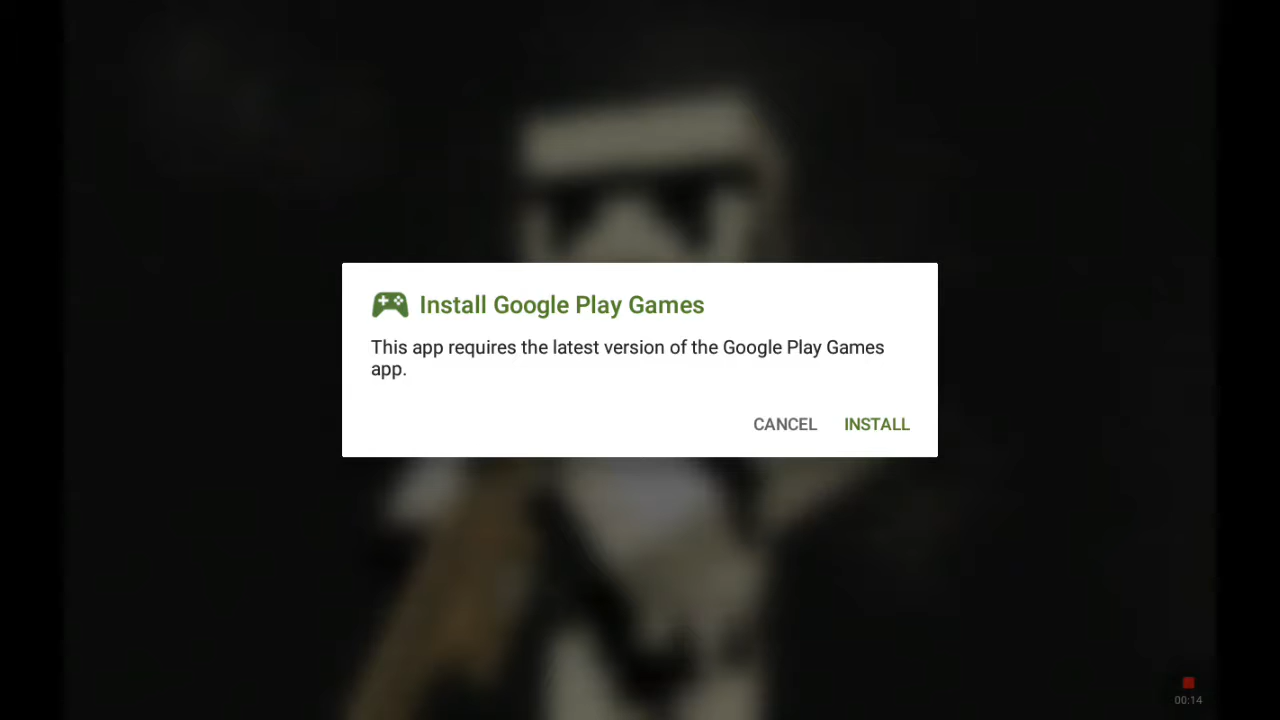 Install Google Play Games
This app requires the latest version of the Google Play Games
app.
CANCEL INSTALL
00:14